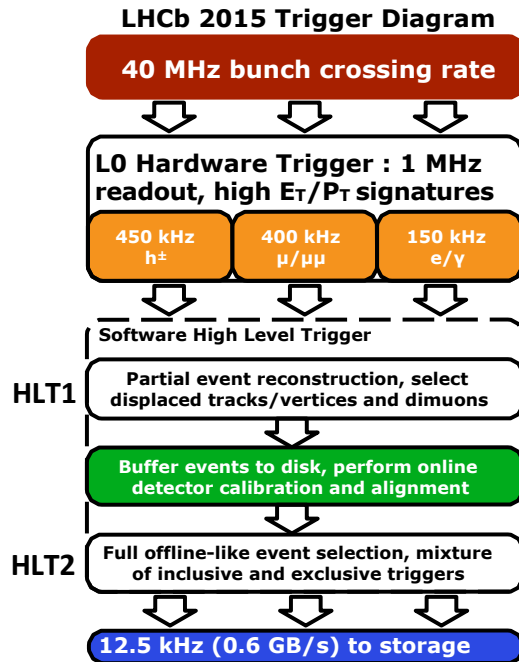 LHCb 2015 Trigger Diagram
40 MHz bunch crossing rate
L0 Hardware Trigger : 1 MHz
readout, high ET/PT signatures
450 kHz
h±
400 kHz
μ/μμ
150 kHz
e/γ
Software High Level Trigger
HLT1
Partial event reconstruction, select
displaced tracks/vertices and dimuons
Buffer events to disk, perform online
detector calibration and alignment
HLT2
Full offline-like event selection, mixture
of inclusive and exclusive triggers
12.5 kHz (0.6 GB/s) to storage